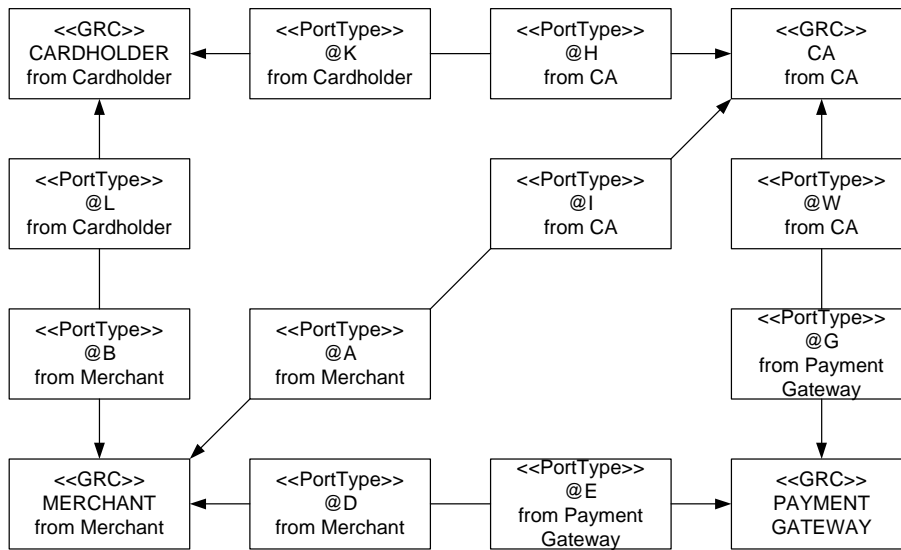 <<GRC>>
CARDHOLDER
from Cardholder
<<PortType>>
@K
from Cardholder
<<PortType>>
@H
from CA
<<GRC>>
CA
from CA
<<PortType>>
@L
from Cardholder
<<PortType>>
@I
from CA
<<PortType>>
@W
from CA
<<PortType>>
@B
from Merchant
<<PortType>>
@A
from Merchant
<<PortType>>
@G
from Payment
Gateway
<<GRC>>
MERCHANT
from Merchant
<<PortType>>
@D
from Merchant
<<PortType>>
@E
from Payment
Gateway
<<GRC>>
PAYMENT
GATEWAY